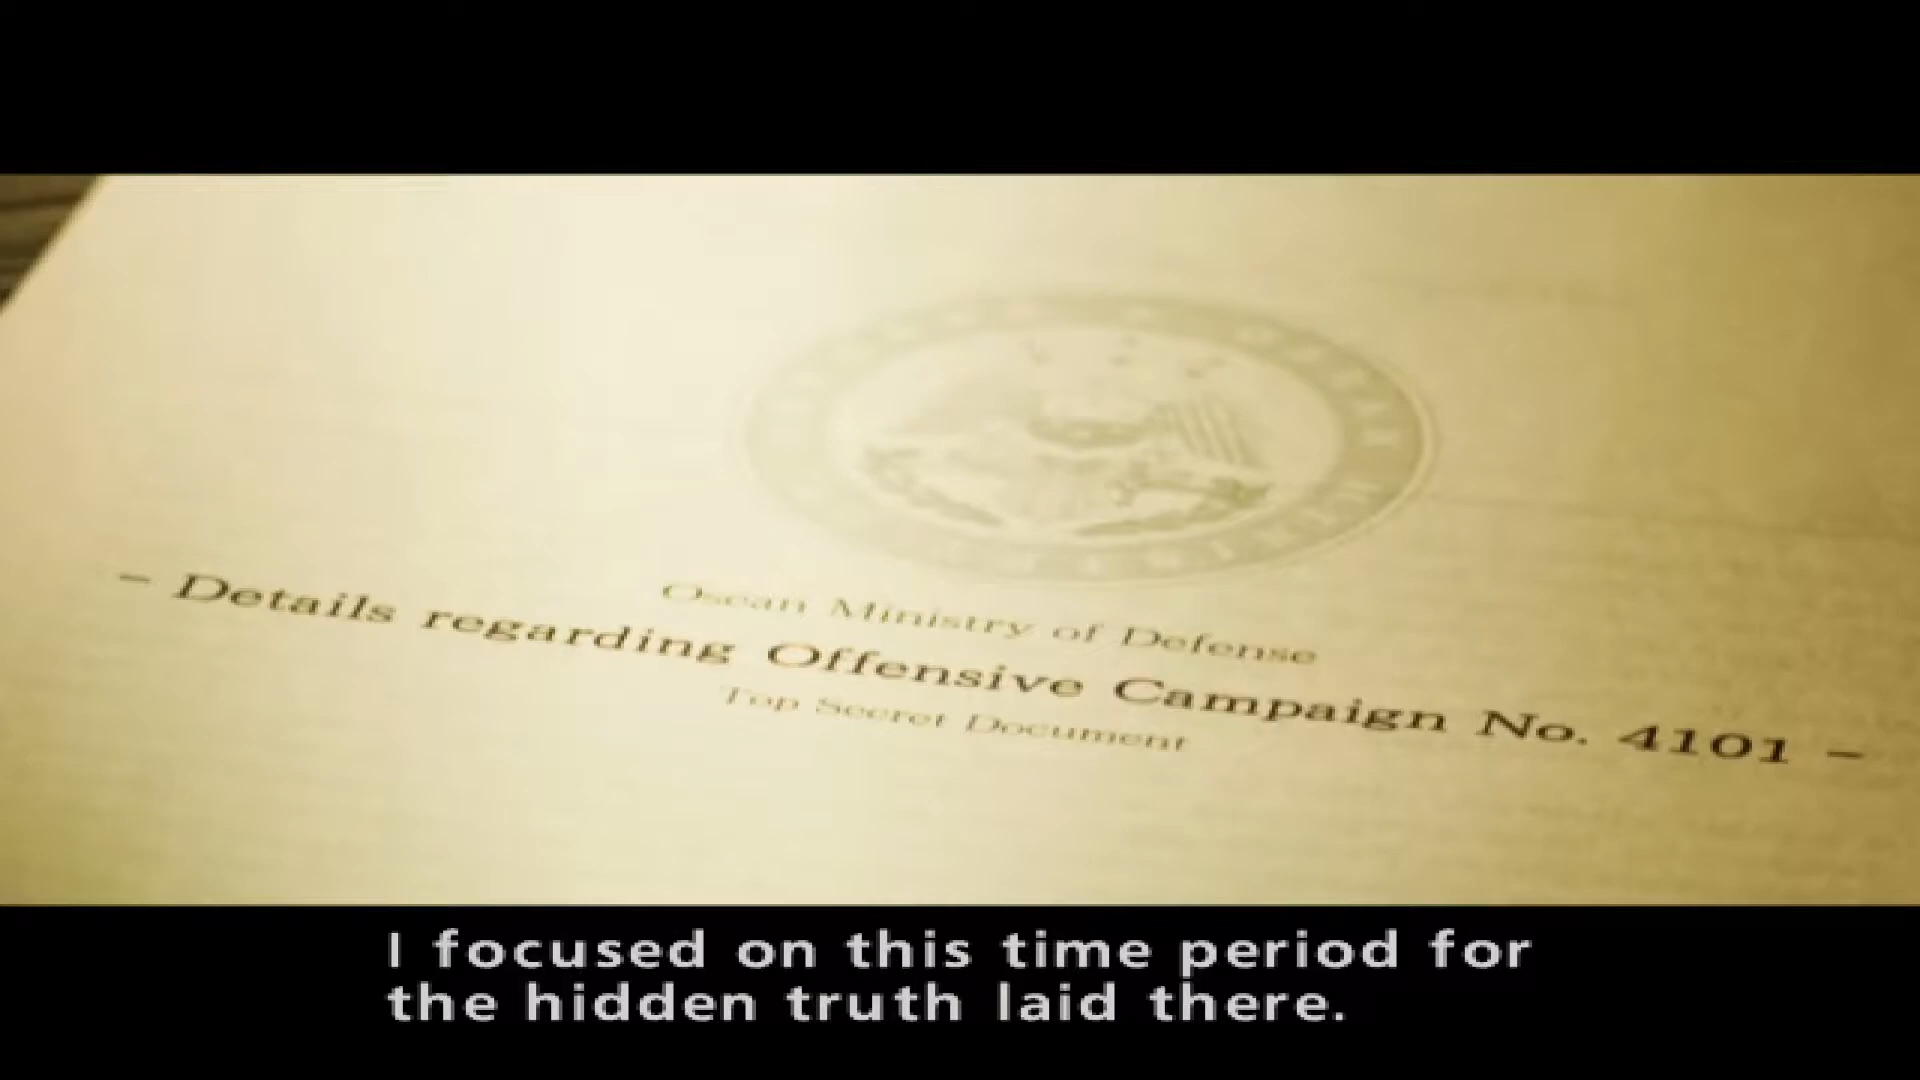 Osean Ministry of Defense
- Details regarding Offensive Campaign No. 4101 -
Top Secret Document
I focused on this time period for
the hidden truth laid there.